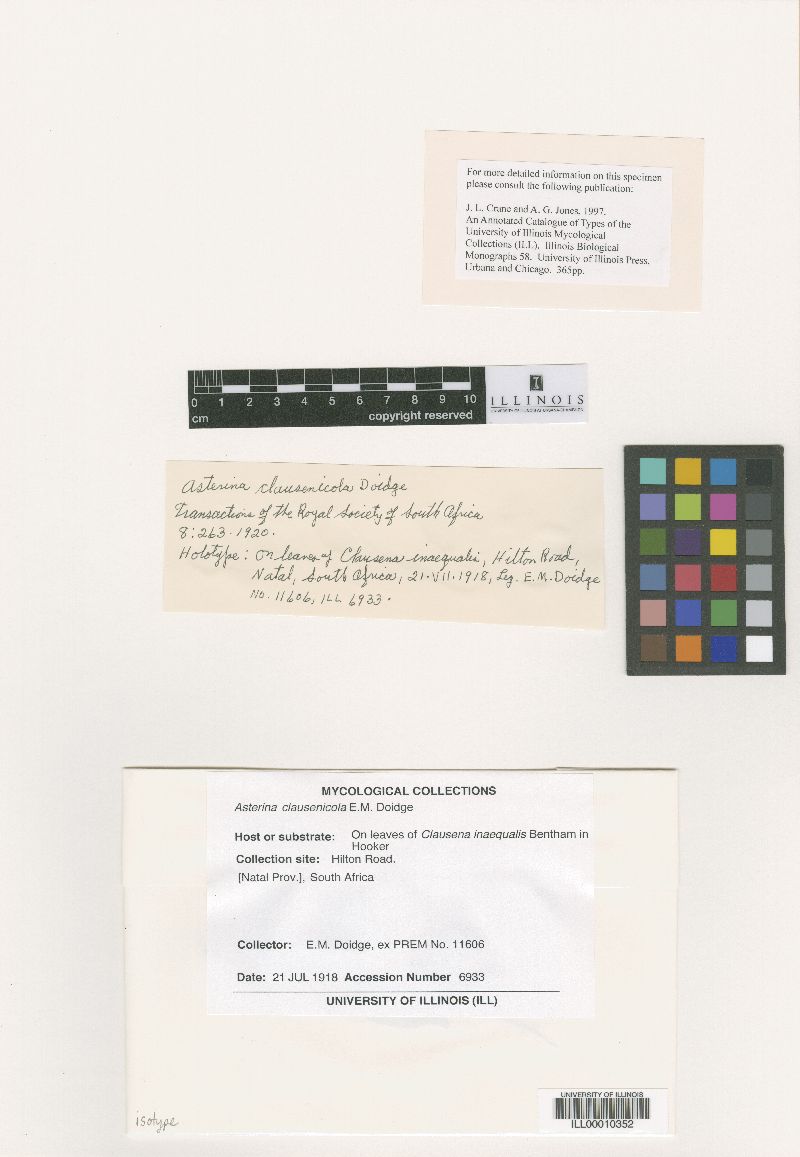 For more detailed information on this specimen
please consult the following publication:
J. L. Crane and A. G. Jones. 1997.
An Annotated Catalogue of Types of the
University of Illinois Mycological
Collections (ILL). Illinois Biological
Monographs 58. University of Illinois Press,
Urbana and Chicago. 365pp.
0 1 2 3 4 5 6 7 8 9 10
cm copyright reserved
I
ILLINOIS
UNIVERSITY OF ILLINOIS AT URBANA-CHAMPAIGN
Asterina clausenicola Doidge
Transactions of the Royal Society of South Africa
8:263.1920.
Holotype: on leaves of Clausena inaequalis, Hilton Road,
Natal, South Africa, 21.VII.1918, Leg. E.M. Doidge
No. 11606, ILL 6933.
MYCOLOGICAL COLLECTIONS
Asterina clausenicola E.M. Doidge
Host or substrate: On leaves of Clausena inaequalis Bentham in
Hooker
Collection site: Hilton Road.
[Natal Prov.], South Africa
Collector: E.M. Doidge, ex PREM No. 11606
Date: 21 JUL 1918 Accession Number 6933
UNIVERSITY OF ILLINOIS (ILL)
UNIVERSITY OF ILLINOIS
ILL00010352
isotype